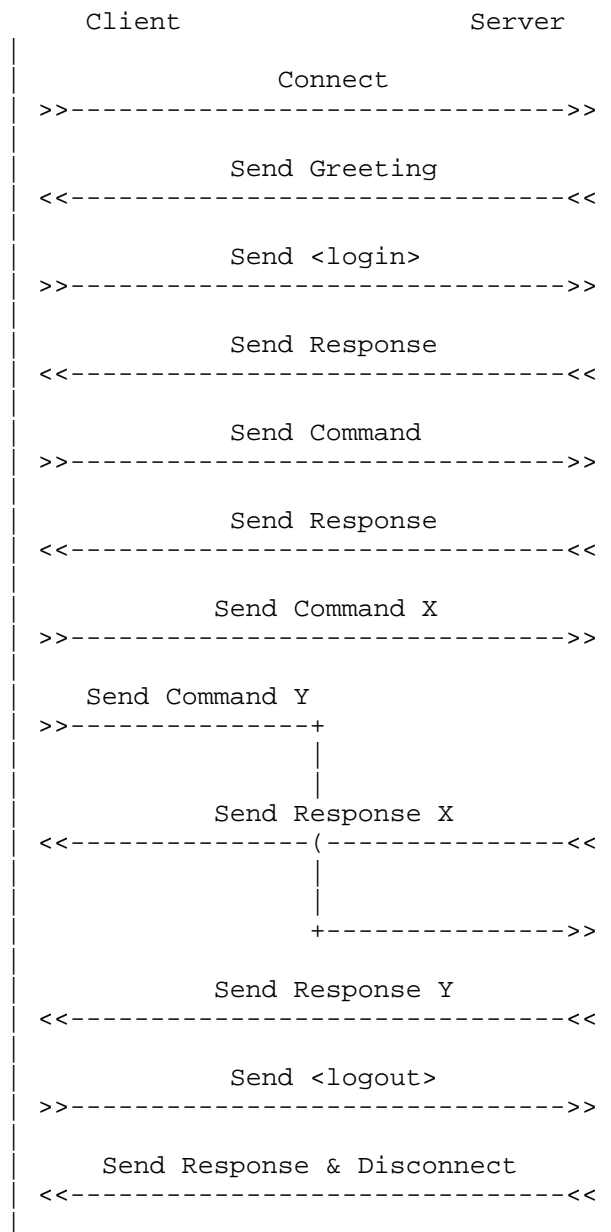 Client Server
Connect
Send Greeting
Send <login>
Send Response
Send Command
Send Response
Send Command X
Send Command Y
Send Response X
Send Response Y
Send <logout>
Send Response & Disconnect